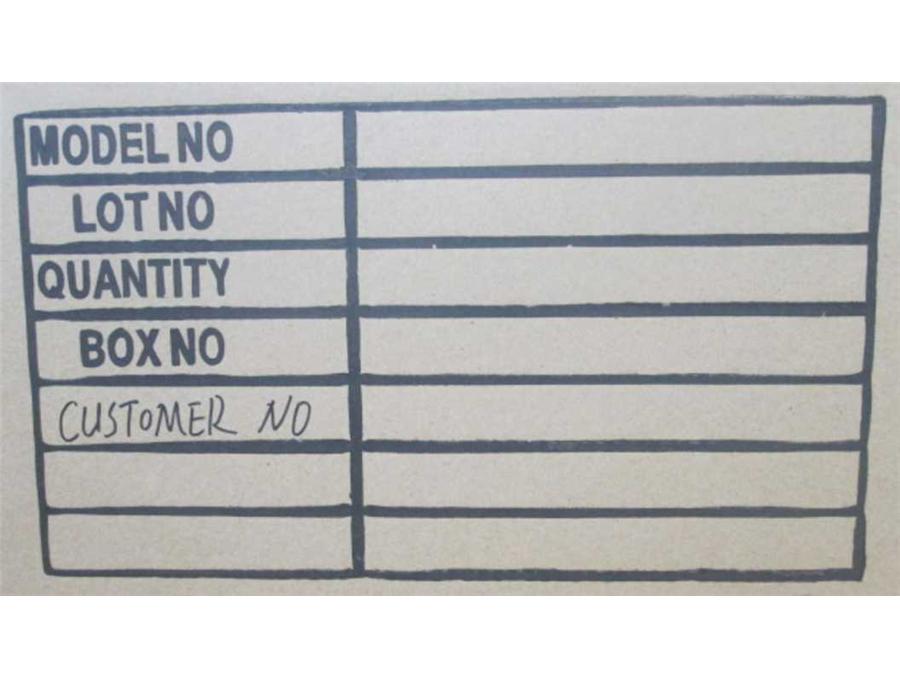 MODEL NO
LOT NO
QUANTITY
BOX NO
CUSTOMER NO